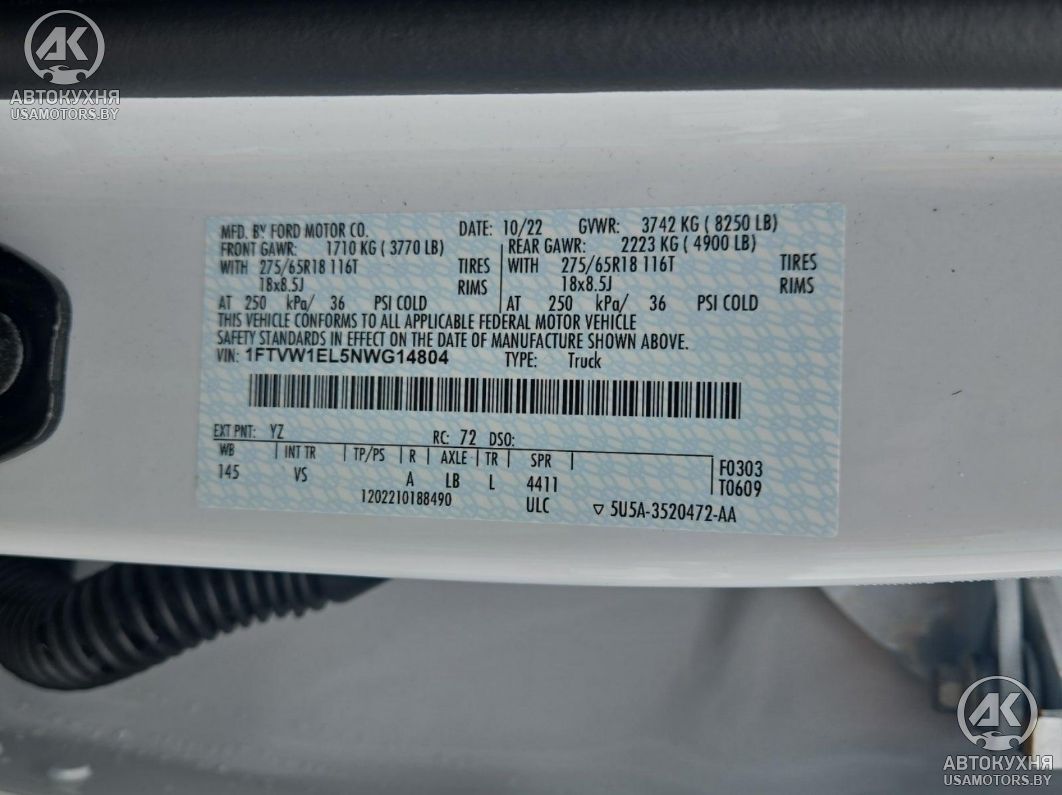 АК
АВТОКУХНЯ
USAMOTORS.BY
MFD. BY FORD MOTOR CO. DATE: 10/22 GVWR: 3742 KG ( 8250 LB)
FRONT GAWR: 1710 KG ( 3770 LB) REAR GAWR: 2223 KG ( 4900 LB)
WITH 275/65R18 116T TIRES WITH 275/65R18 116T TIRES
18x8.5J RIMS 18x8.5J RIMS
AT 250 kPa/ 36 PSI COLD AT 250 kPa/ 36 PSI COLD
THIS VEHICLE CONFORMS TO ALL APPLICABLE FEDERAL MOTOR VEHICLE
SAFETY STANDARDS IN EFFECT ON THE DATE OF MANUFACTURE SHOWN ABOVE.
VIN: 1FTVW1EL5NWG14804 TYPE: Truck
EXT PNT: YZ RC: 72 DSO:
WB INT TR TP/PS R AXLE TR SPR F0303
145 VS A LB L 4411 T0609
1202210188490 ULC ▽ 5U5A-3520472-AA
АК
АВТОКУХНЯ
USAMOTORS.BY